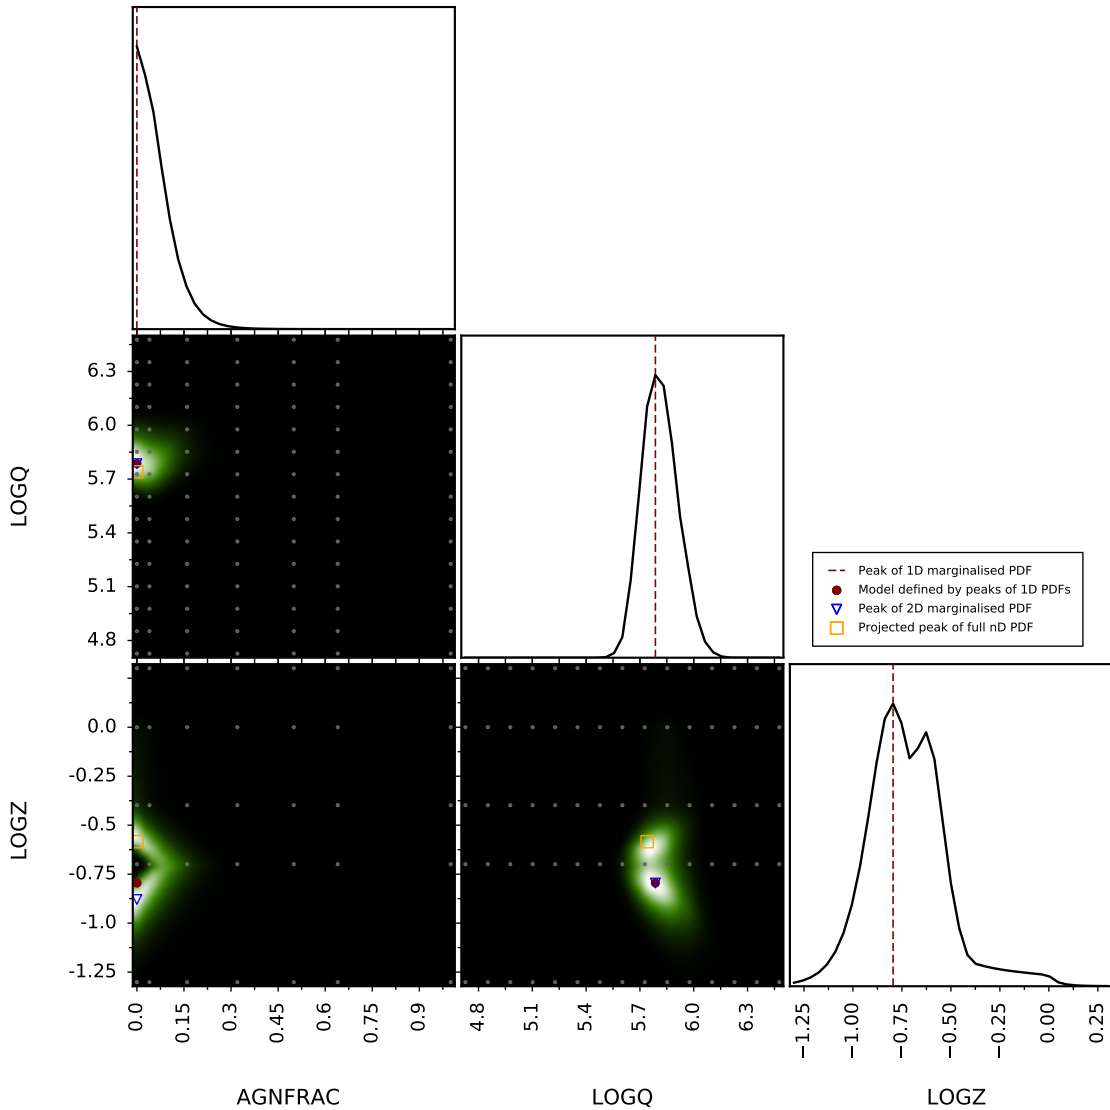 6.3
6.0
5.7
5.4
5.1
4.8
LOGQ
Peak of 1D marginalised PDF
Model defined by peaks of 1D PDFs
Peak of 2D marginalised PDF
Projected peak of full nD PDF
0.0
-0.25
-0.5
-0.75
-1.0
-1.25
LOGZ
0.0 0.15 0.3 0.45 0.6 0.75 0.9
4.8 5.1 5.4 5.7 6.0 6.3
−1.25 −1.00 −0.75 −0.50 −0.25 0.00 0.25
AGNFRAC LOGQ LOGZ